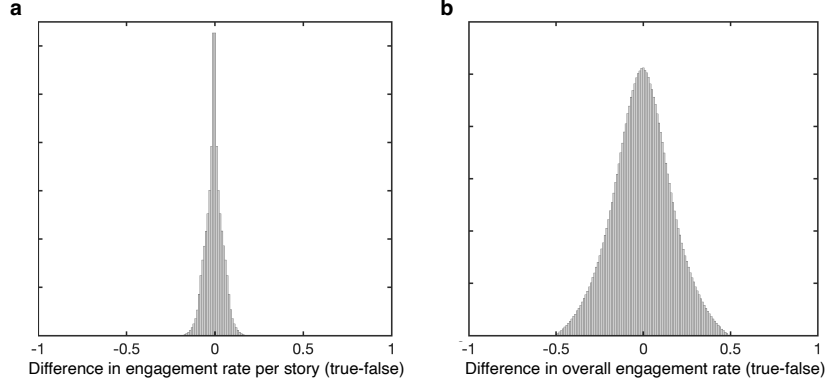 a
b
-1 -0.5 0 0.5 1
-1 -0.5 0 0.5 1
Difference in engagement rate per story (true-false)
Difference in overall engagement rate (true-false)